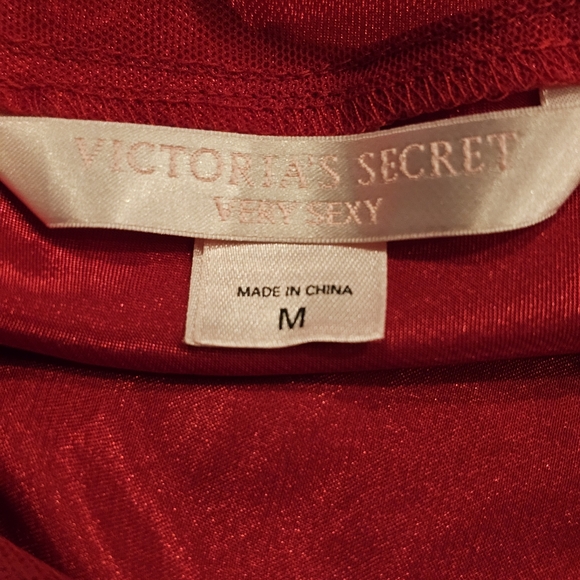 VICTORIA'S SECRET
VERY SEXY
MADE IN CHINA
M